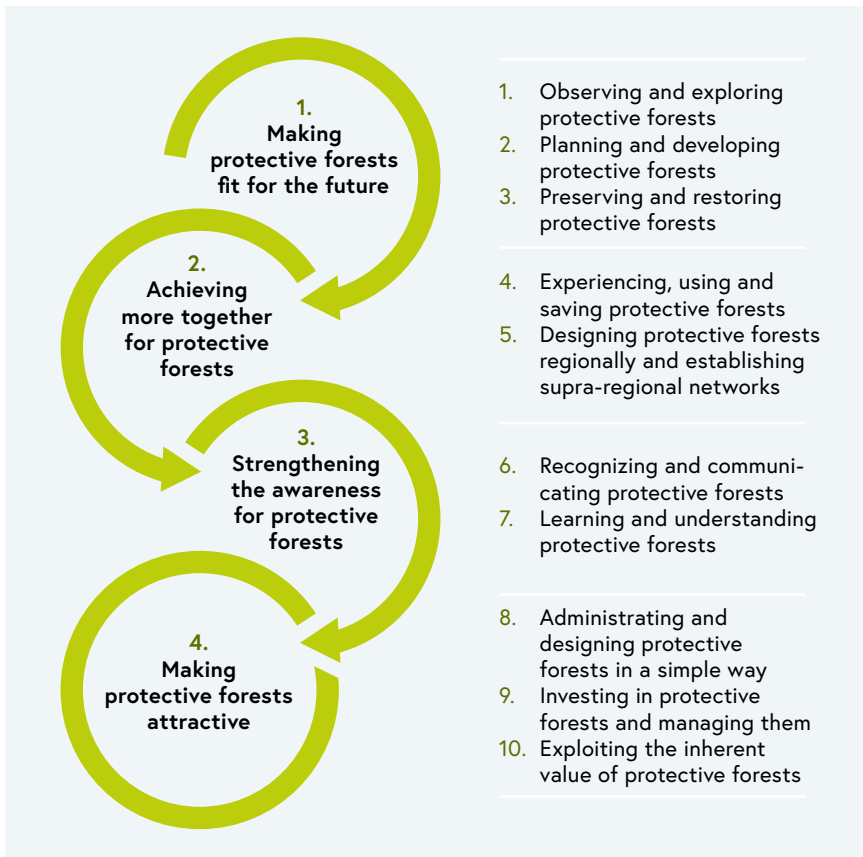 1.
Making
protective forests
fit for the future
2.
Achieving
more together
for protective
forests
3.
Strengthening
the awareness
for protective
forests
4.
Making
protective forests
attractive
1. Observing and exploring
protective forests
2. Planning and developing
protective forests
3. Preserving and restoring
protective forests
4. Experiencing, using and
saving protective forests
5. Designing protective forests
regionally and establishing
supra-regional networks
6. Recognizing and communi-
cating protective forests
7. Learning and understanding
protective forests
8. Administrating and
designing protective
forests in a simple way
9. Investing in protective
forests and managing them
10. Exploiting the inherent
value of protective forests